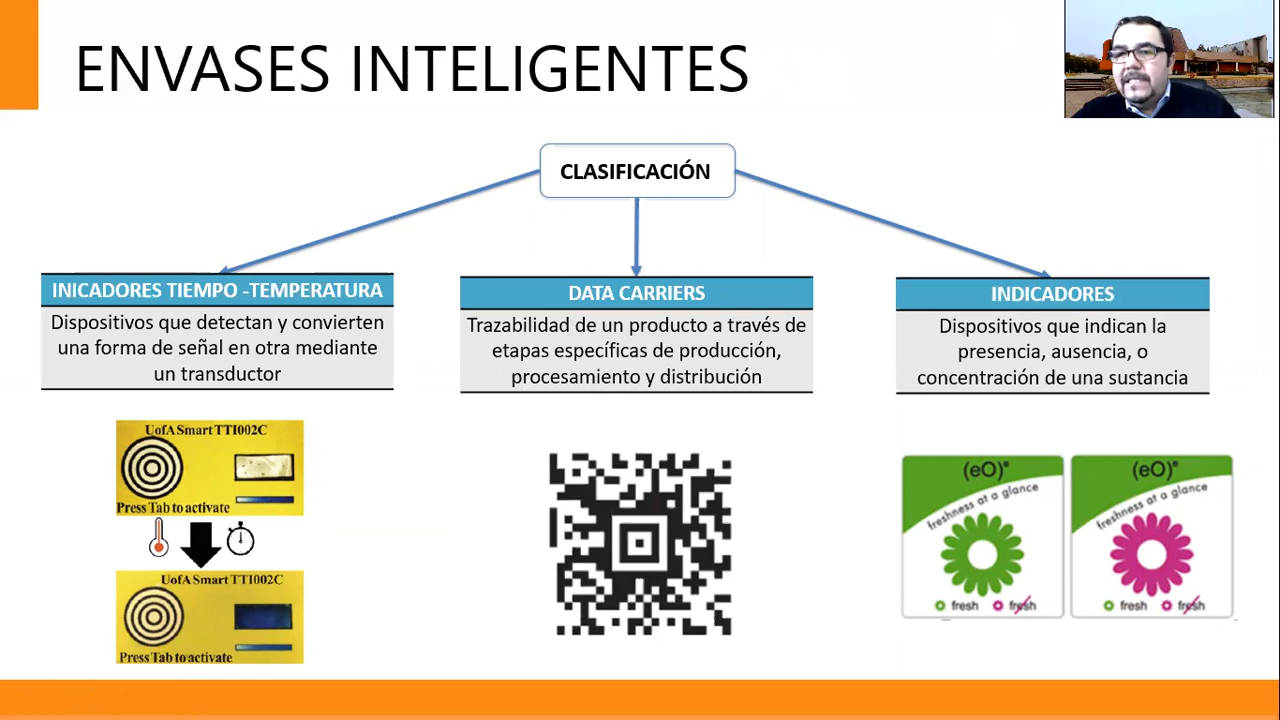 ENVASES INTELIGENTES
CLASIFICACIÓN
INICADORES TIEMPO -TEMPERATURA
Dispositivos que detectan y convierten
una forma de señal en otra mediante
un transductor
DATA CARRIERS
Trazabilidad de un producto a través de
etapas específicas de producción,
procesamiento y distribución
INDICADORES
Dispositivos que indican la
presencia, ausencia, o
concentración de una sustancia
UofA Smart TTI002C
Press Tab to activate
UofA Smart TTI002C
Press Tab to activate
(eO)®
freshness at a glance
fresh fresh
(eO)®
freshness at a glance
fresh fresh